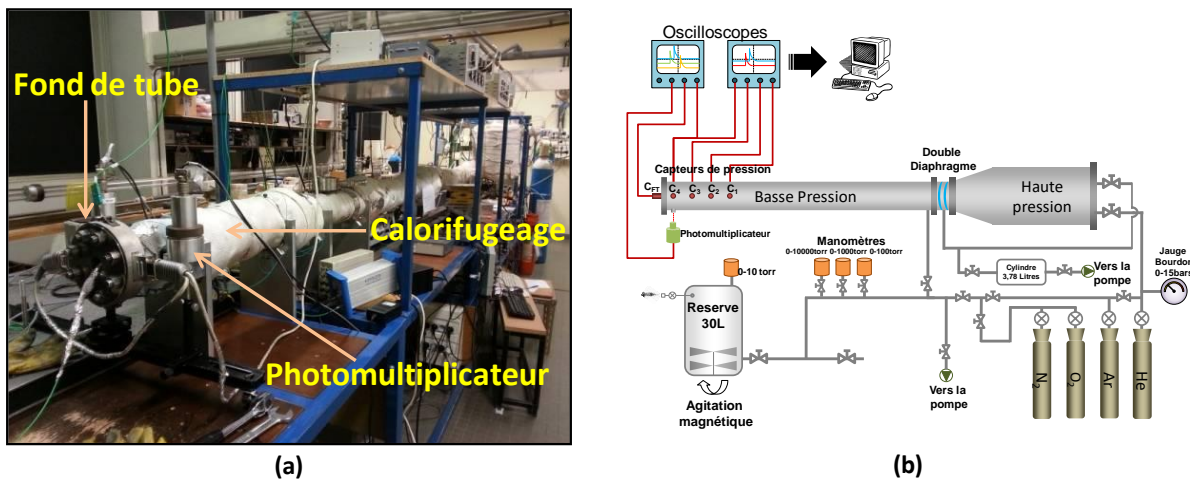 Fond de tube
Calorifugeage
Photomultiplicateur
(a)
Oscilloscopes
Capteurs de pression
C_FT
C4
C3
C2
C1
Basse Pression
Double
Diaphragme
Haute
pression
Photomultiplicateur
Manomètres
0-10000torr
0-1000torr
0-100torr
0-10 torr
Reserve
30L
Agitation
magnétique
Cylindre
3,78 Litres
Vers la
pompe
Jauge
Bourdon
0-15bars
Vers la
pompe
N2
O2
Ar
He
(b)